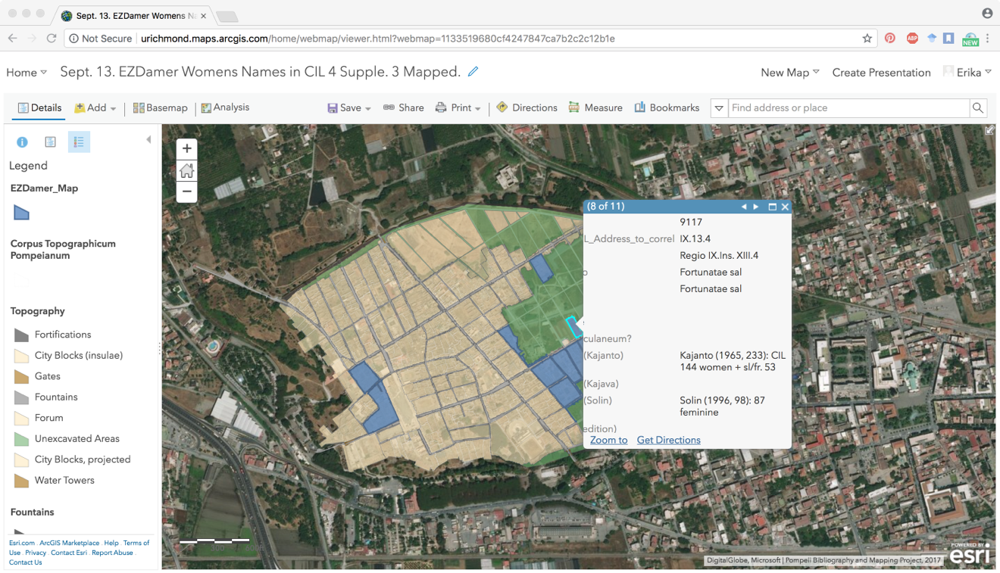 Sept. 13. EZDamer Womens Na
Not Secure urichmond.maps.arcgis.com/home/webmap/viewer.html?webmap=1133519680cf4247847ca7b2c2c12b1e
ABP
NEW
Home Sept. 13. EZDamer Womens Names in CIL 4 Supple. 3 Mapped. New Map Create Presentation Erika
Details Add Basemap Analysis Save Share Print Directions Measure Bookmarks Find address or place
Legend
EZDamer_Map
Corpus Topographicum
Pompeianum
Topography
Fortifications
City Blocks (insulae)
Gates
Fountains
Forum
Unexcavated Areas
City Blocks, projected
Water Towers
Fountains
Esri.com . ArcGIS Marketplace . Help . Terms of
Use . Privacy . Contact Esri . Report Abuse .
Contact Us
(8 of 11)
9117
L_Address_to_correl IX.13.4
Regio IX.Ins. XIII.4
o Fortunatae sal
Fortunatae sal
culaneum?
(Kajanto) Kajanto (1965, 233): CIL
144 women + sl/fr. 53
(Kajava)
(Solin) Solin (1996, 98): 87
feminine
edition)
Zoom to Get Directions
POWERED BY
esri
DigitalGlobe, Microsoft | Pompeii Bibliography and Mapping Project, 2017